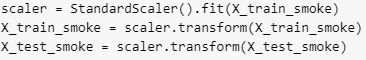 scaler = StandardScaler().fit(X_train_smoke)
X_train_smoke = scaler.transform(X_train_smoke)
X_test_smoke = scaler.transform(X_test_smoke)